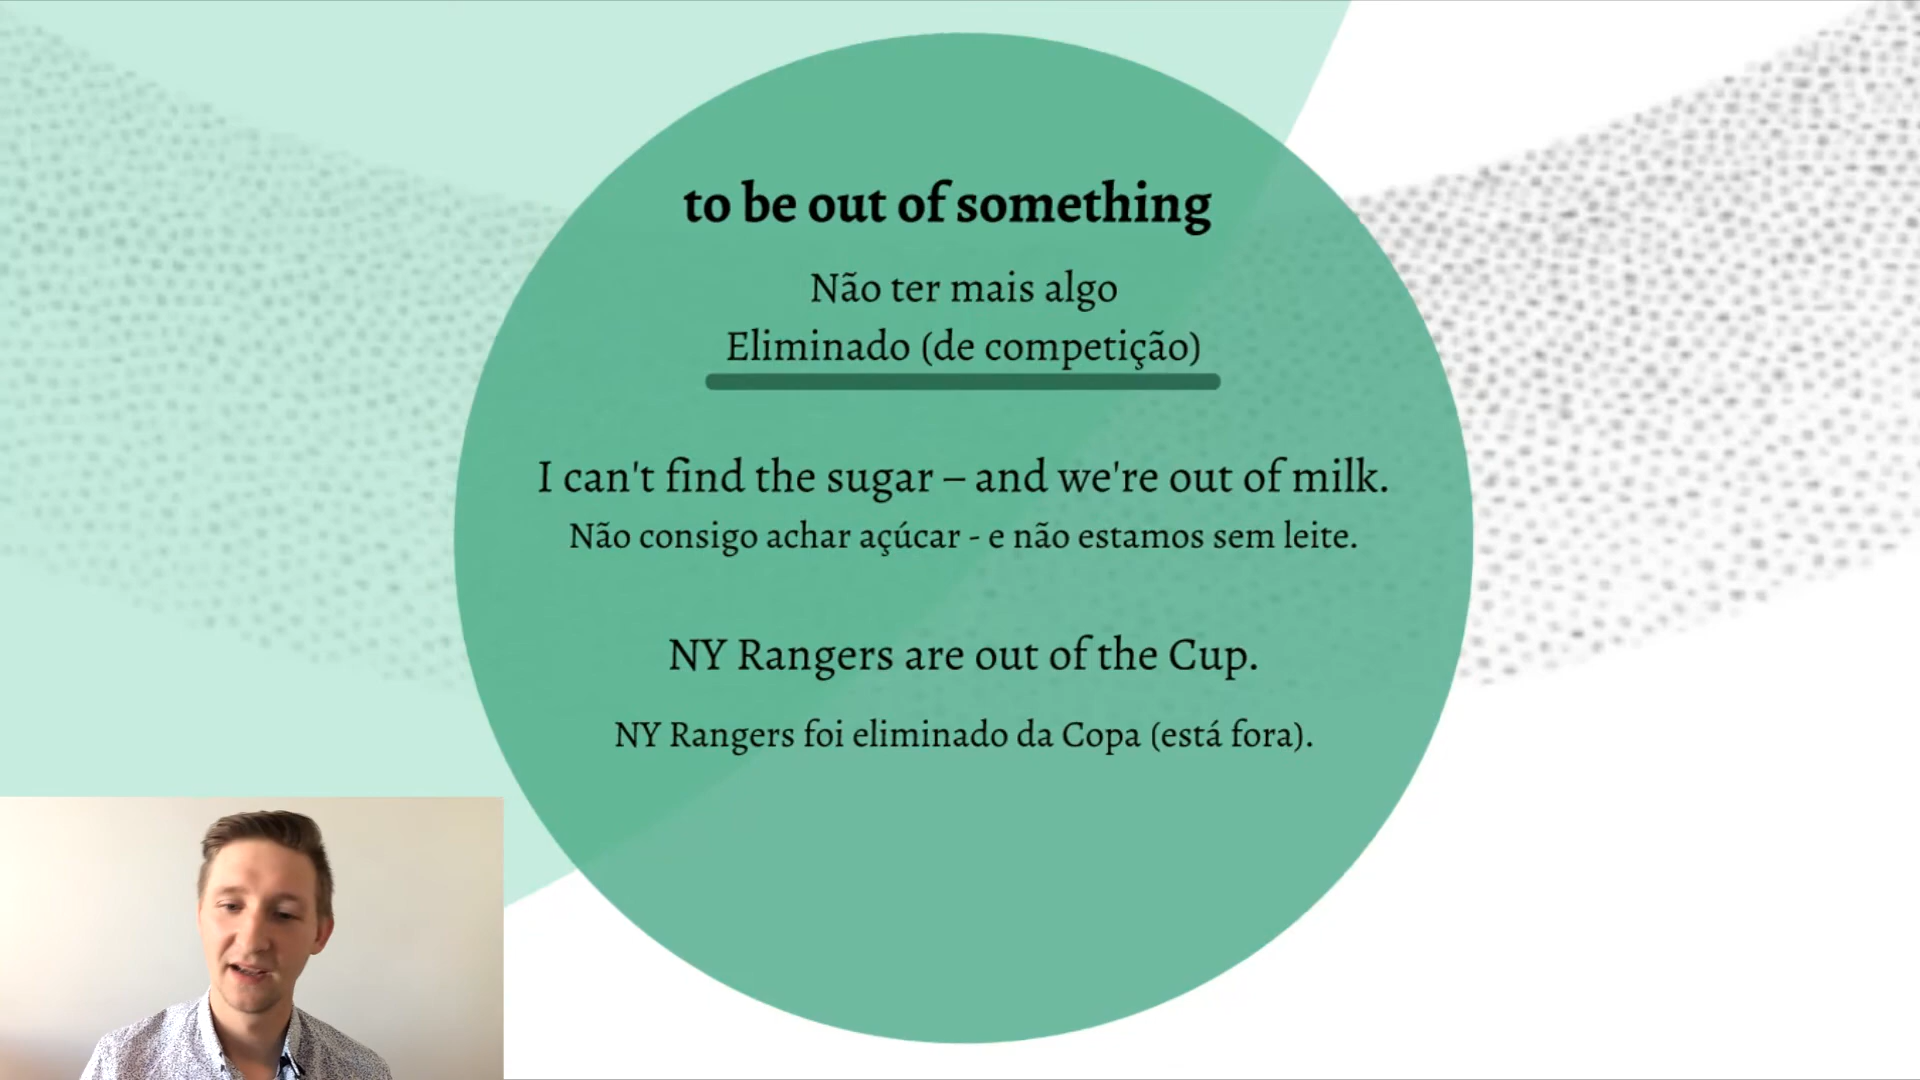 to be out of something
Não ter mais algo
Eliminado (de competição)
I can't find the sugar – and we're out of milk.
Não consigo achar açúcar - e não estamos sem leite.
NY Rangers are out of the Cup.
NY Rangers foi eliminado da Copa (está fora).